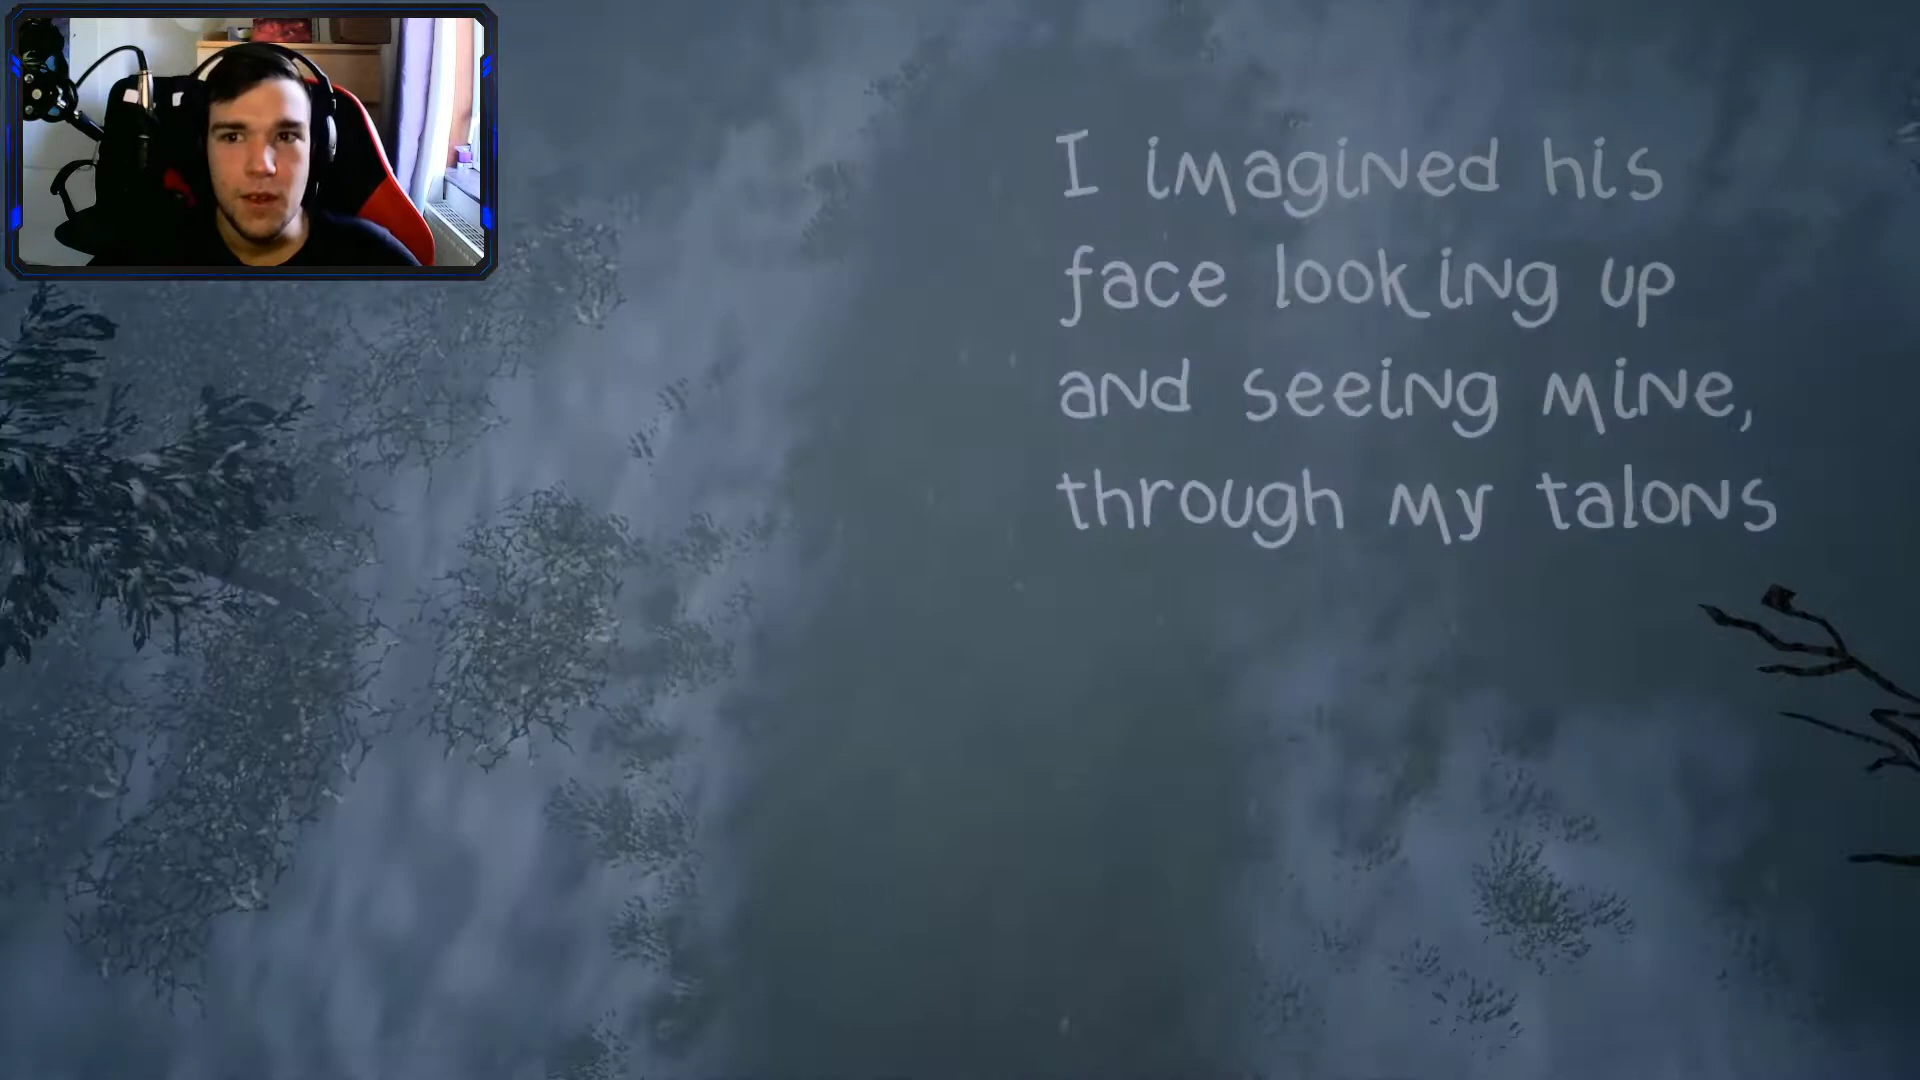 I imagined his
face looking up
and seeing mine,
through my talons